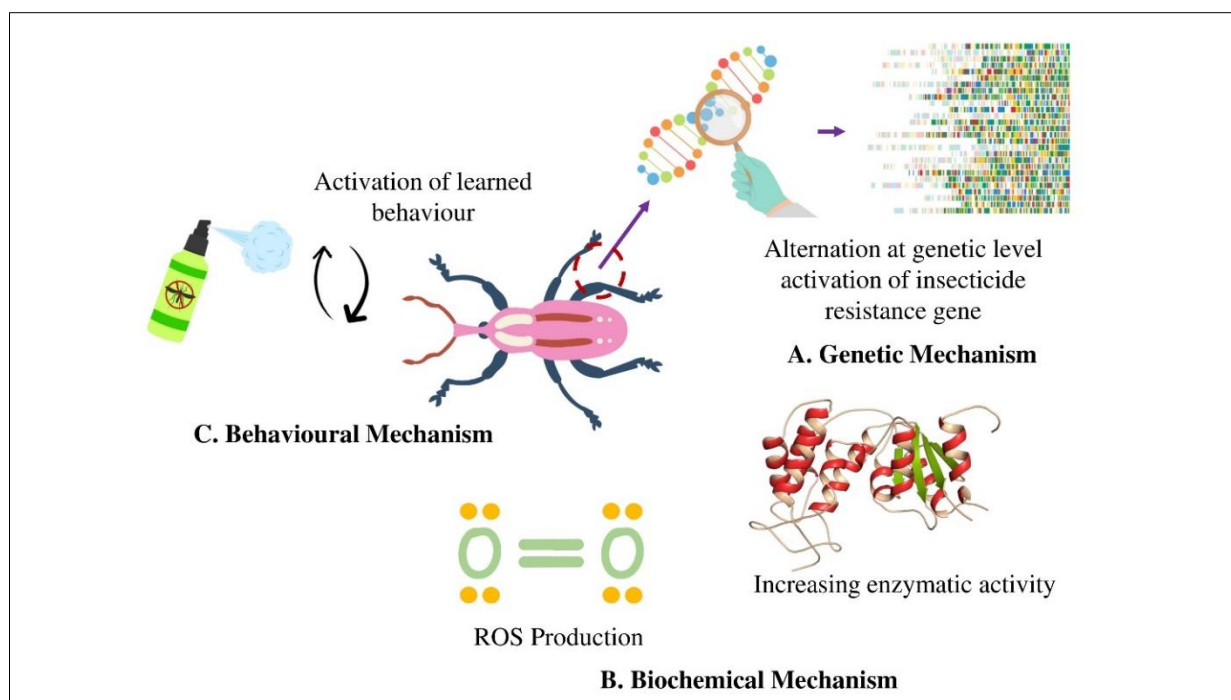 Activation of learned
behaviour
C. Behavioural Mechanism
Alternation at genetic level
activation of insecticide
resistance gene
A. Genetic Mechanism
Increasing enzymatic activity
ROS Production
B. Biochemical Mechanism